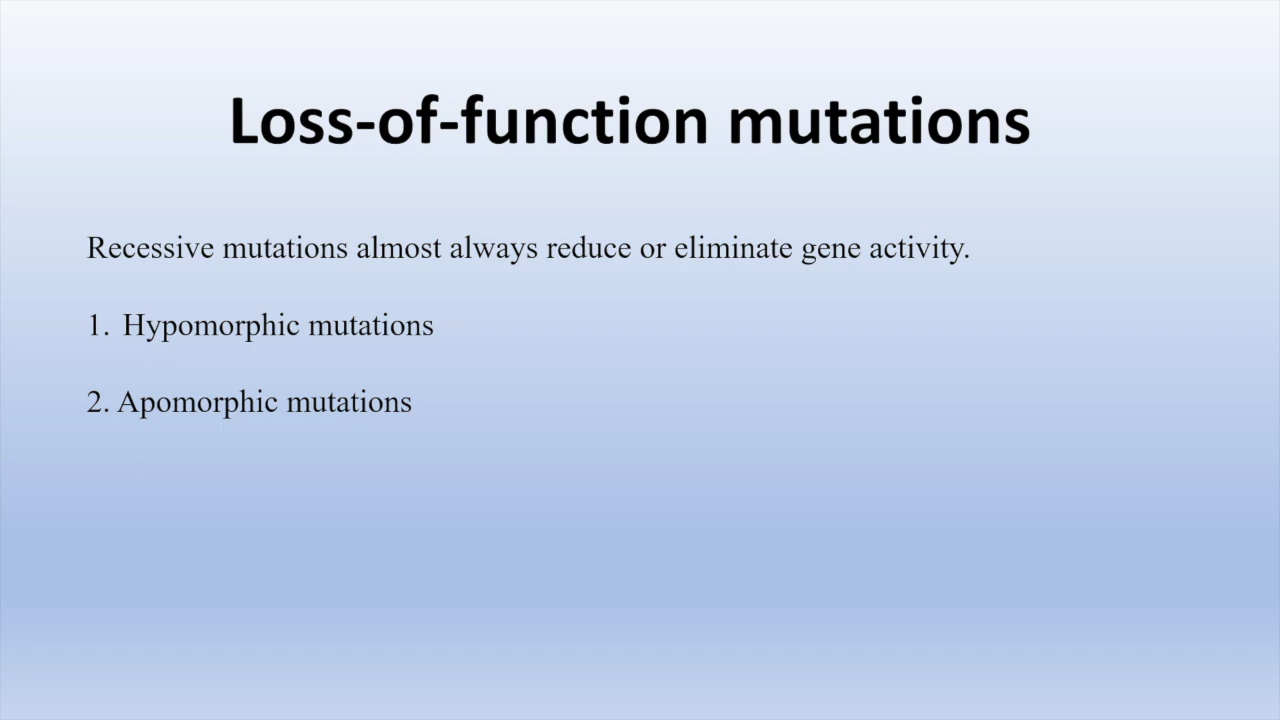 Loss-of-function mutations
Recessive mutations almost always reduce or eliminate gene activity.
1. Hypomorphic mutations
2. Apomorphic mutations